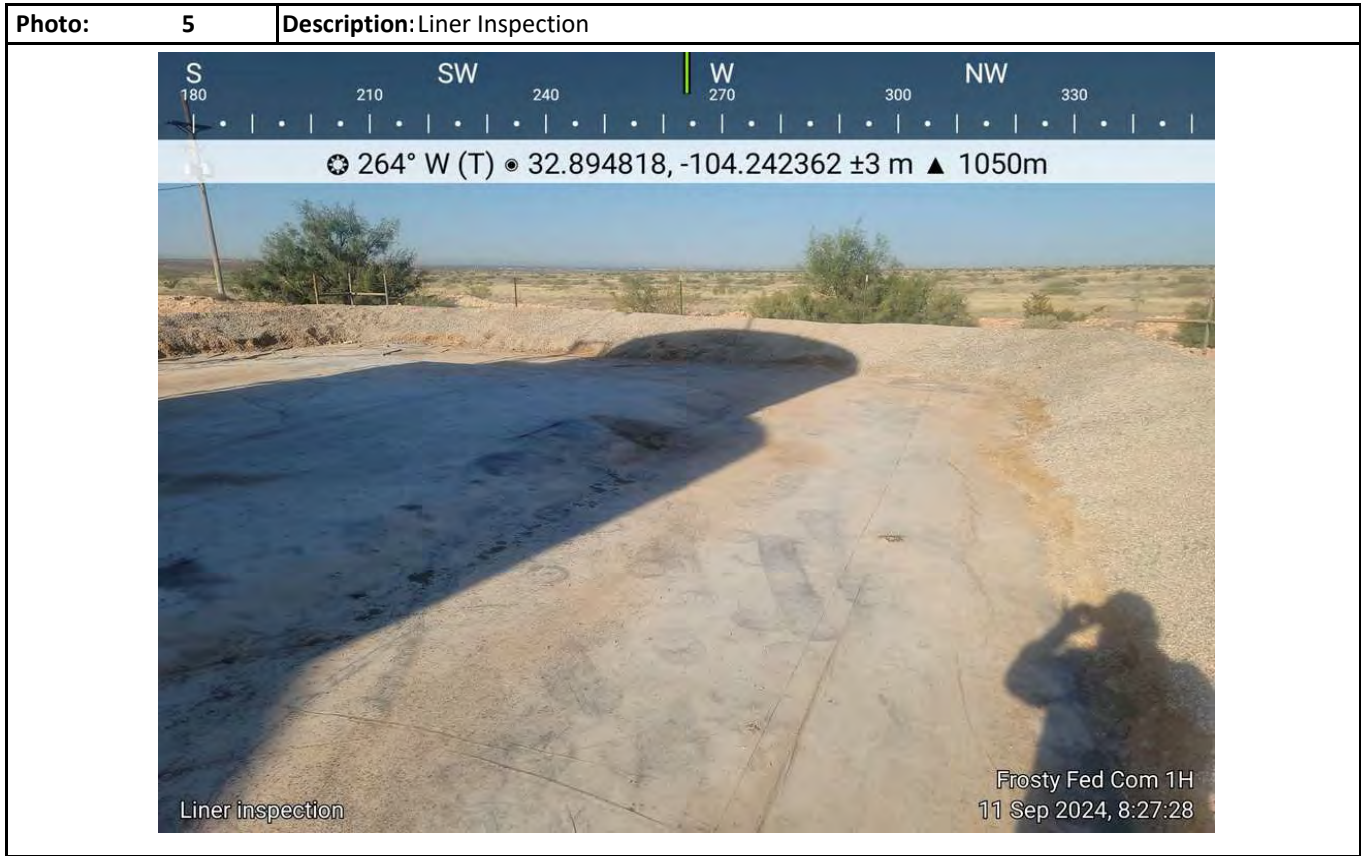 Photo: 5 Description: Liner Inspection
S SW W NW
180 210 240 270 300 330
264° W (T) 32.894818, -104.242362 ±3 m ▲ 1050m
Frosty Fed Com 1H
Liner inspection 11 Sep 2024, 8:27:28